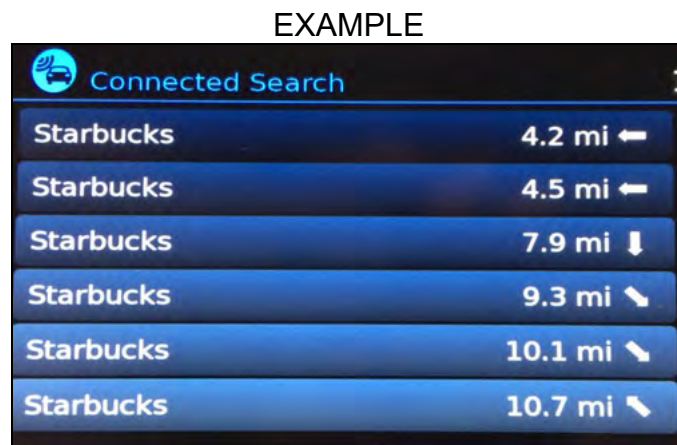 EXAMPLE
Connected Search
Starbucks 4.2 mi
Starbucks 4.5 mi
Starbucks 7.9 mi
Starbucks 9.3 mi
Starbucks 10.1 mi
Starbucks 10.7 mi